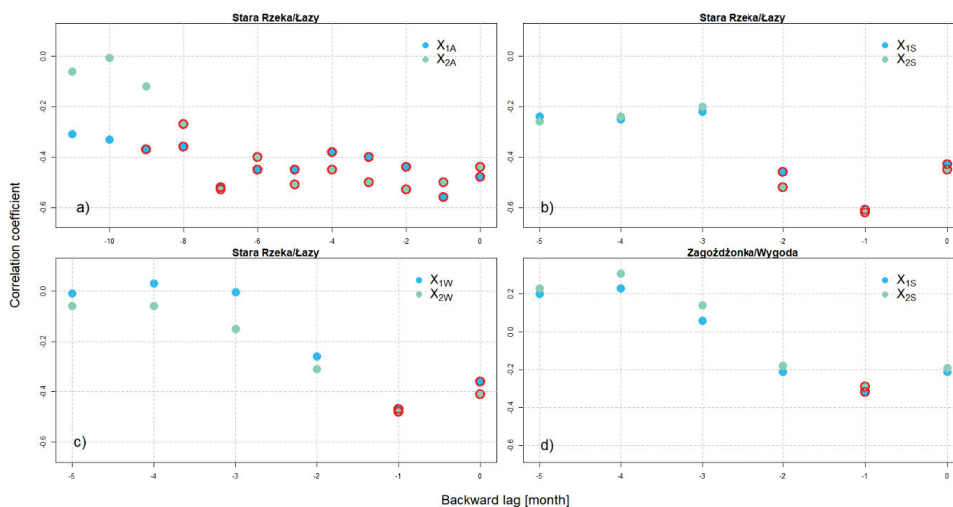 Stara Rzeka/Łazy
Stara Rzeka/Łazy
0.0
-0.2
-0.4
-0.6
X1A
X2A
a)
-10
-8
-6
-4
-2
0
0.0
-0.2
-0.4
-0.6
X1S
X2S
b)
-5
-4
-3
-2
-1
0
Correlation coefficient
Stara Rzeka/Łazy
Zagożdżonka/Wygoda
0.0
-0.2
-0.4
-0.6
X1W
X2W
c)
-5
-4
-3
-2
-1
0
0.2
0.0
-0.2
-0.4
-0.6
X1S
X2S
d)
-5
-4
-3
-2
-1
0
Backward lag [month]